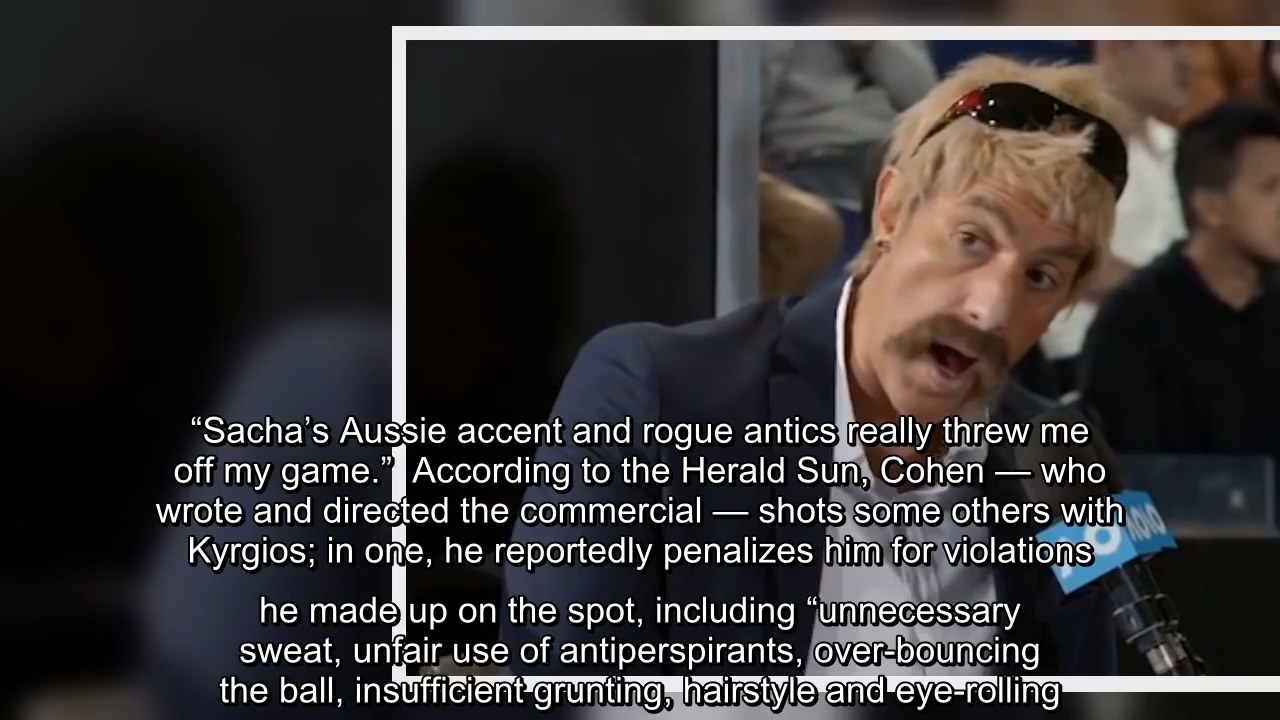 “Sacha’s Aussie accent and rogue antics really threw me
off my game.”  According to the Herald Sun, Cohen — who
wrote and directed the commercial — shots some others with
Kyrgios; in one, he reportedly penalizes him for violations
he made up on the spot, including “unnecessary
sweat, unfair use of antiperspirants, over-bouncing
the ball, insufficient grunting, hairstyle and eye-rolling